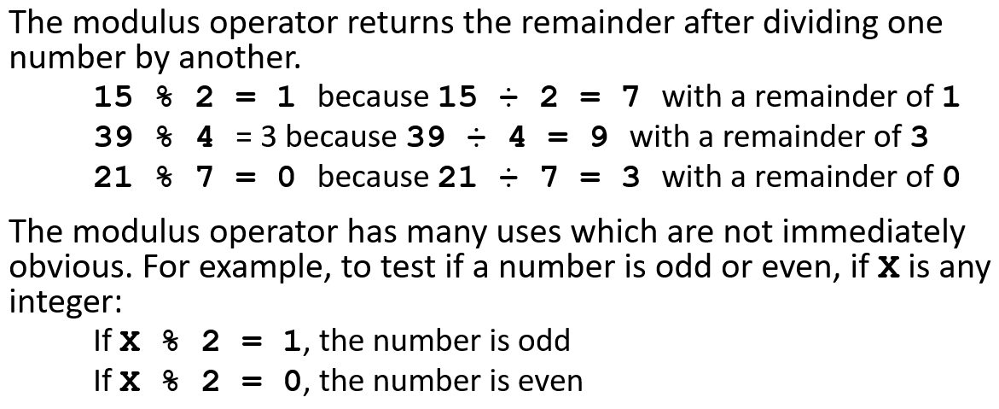 The modulus operator returns the remainder after dividing one
number by another.
15 % 2 = 1 because 15 ÷ 2 = 7 with a remainder of 1
39 % 4 = 3 because 39 ÷ 4 = 9 with a remainder of 3
21 % 7 = 0 because 21 ÷ 7 = 3 with a remainder of 0
The modulus operator has many uses which are not immediately
obvious. For example, to test if a number is odd or even, if X is any
integer:
If X % 2 = 1, the number is odd
If X % 2 = 0, the number is even